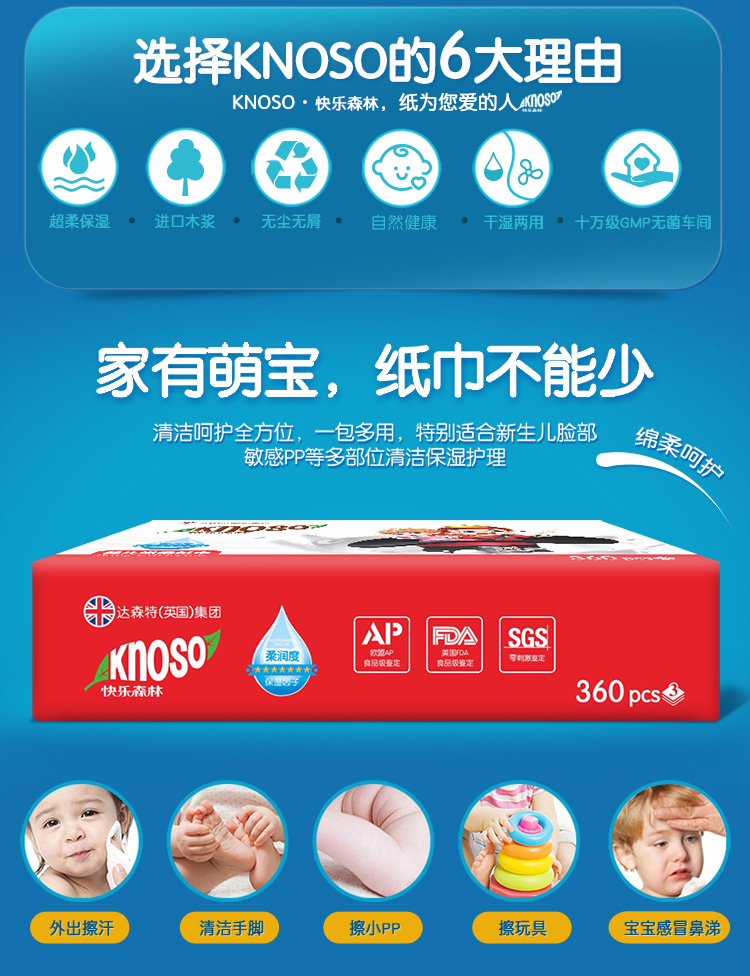 选择KNOSO的6大理由
KNOSO·快乐森林，纸为您爱的人
KNOSO
快乐森林
超柔保湿 · 进口木浆 · 无尘无屑 · 自然健康 · 干湿两用 · 十万级GMP无菌车间
家有萌宝，纸巾不能少
清洁呵护全方位，一包多用，特别适合新生儿脸部
敏感PP等多部位清洁保湿护理
绵柔呵护
KNOSO
达森特(英国)集团
KNOSO
快乐森林
柔润度
保湿因子
AP
欧盟AP
食品级鉴定
FDA
美国FDA
食品级鉴定
SGS
零刺激鉴定
360 pcs
3
外出擦汗
清洁手脚
擦小PP
擦玩具
宝宝感冒鼻涕